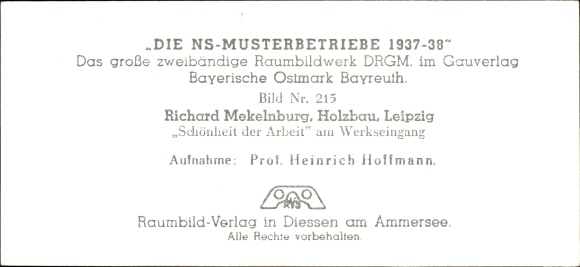 „DIE NS-MUSTERBETRIEBE 1937-38“
Das große zweibändige Raumbildwerk DRGM. im Gauverlag
Bayerische Ostmark Bayreuth.
Bild Nr. 215
Richard Mekelnburg, Holzbau, Leipzig
„Schönheit der Arbeit” am Werkseingang
Aufnahme: Prof. Heinrich Hoffmann.
RVS
Raumbild-Verlag in Diessen am Ammersee.
Alle Rechte vorbehalten.